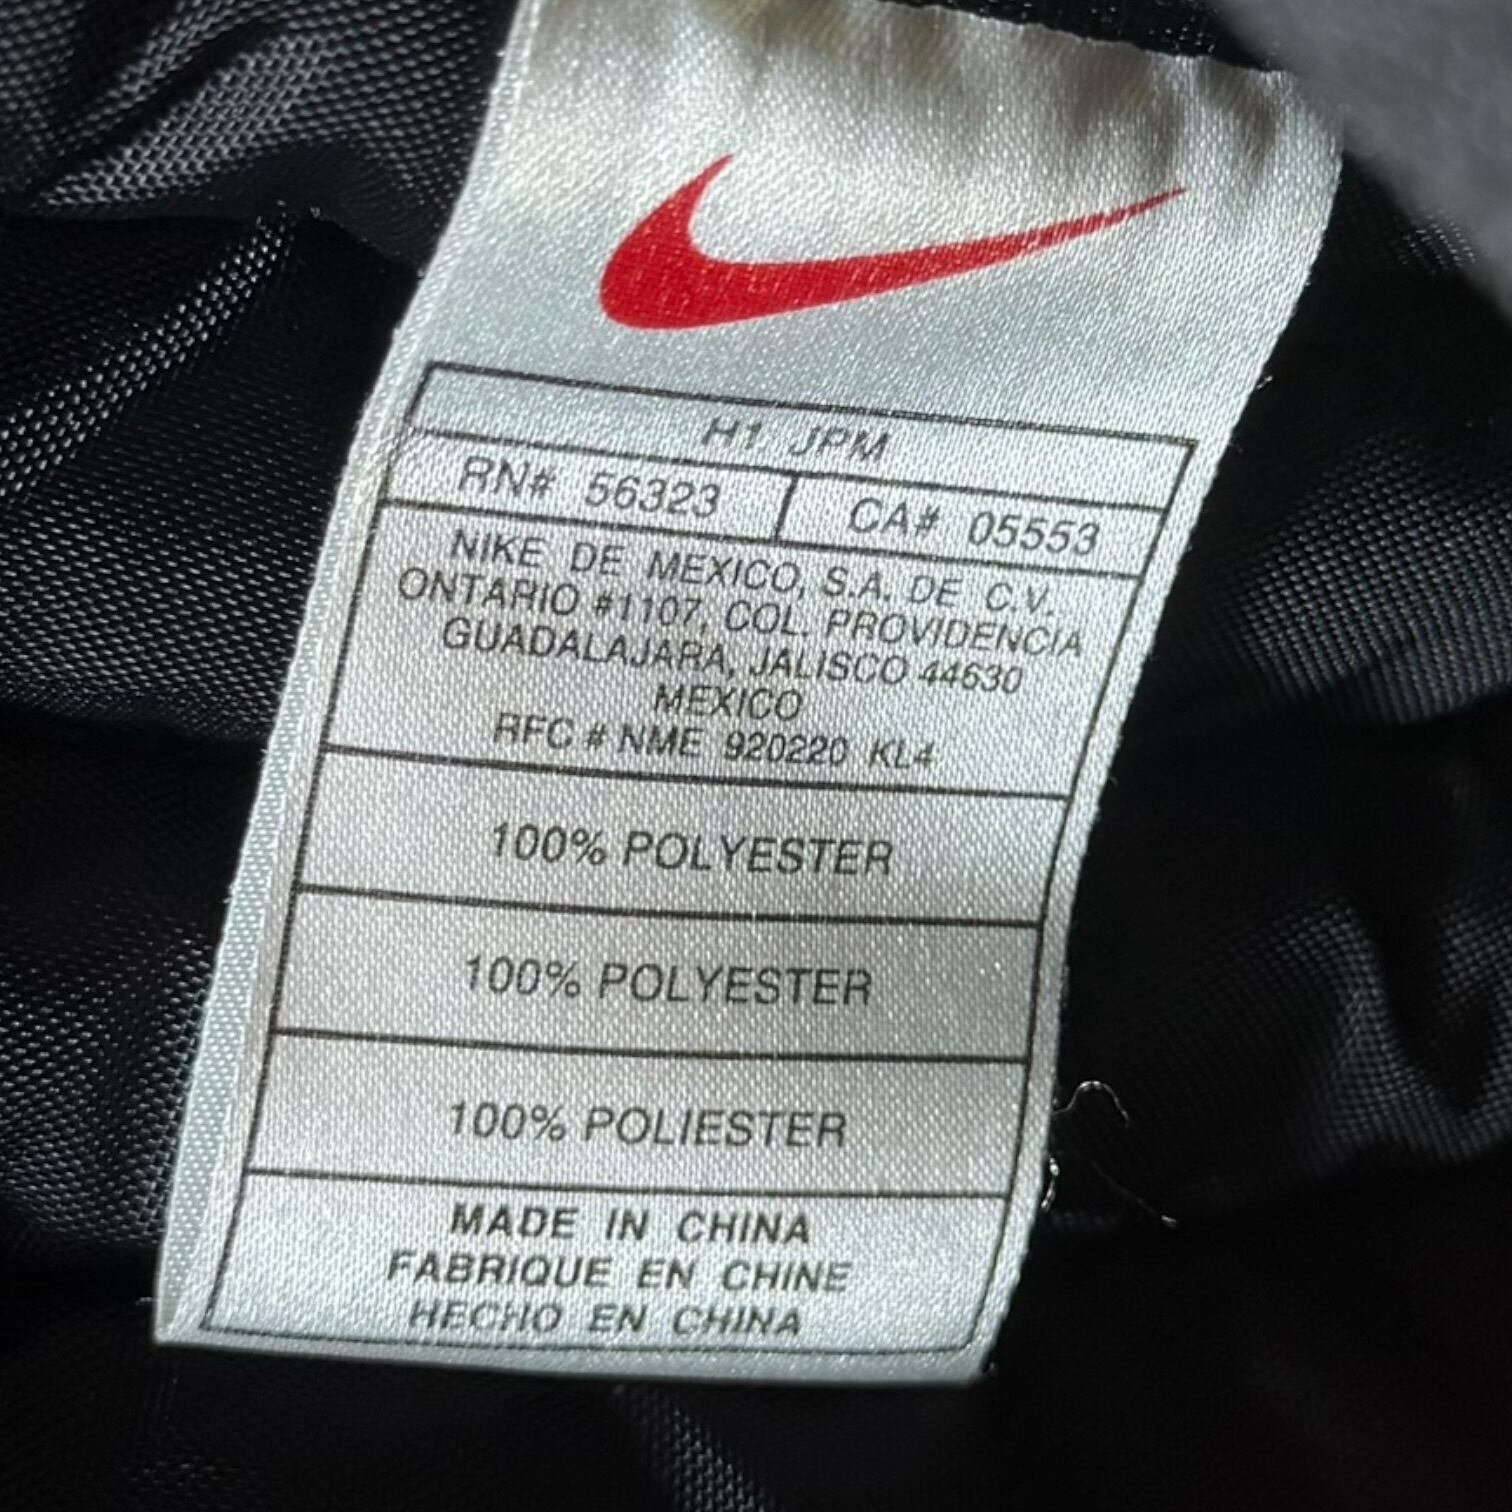 H1 JPM
RN# 56323 CA# 05553
NIKE DE MEXICO, S.A. DE C.V.
ONTARIO #1107, COL. PROVIDENCIA
GUADALAJARA, JALISCO 44630
MEXICO
RFC # NME 920220 KL4
100% POLYESTER
100% POLYESTER
100% POLIESTER
MADE IN CHINA
FABRIQUE EN CHINE
HECHO EN CHINA